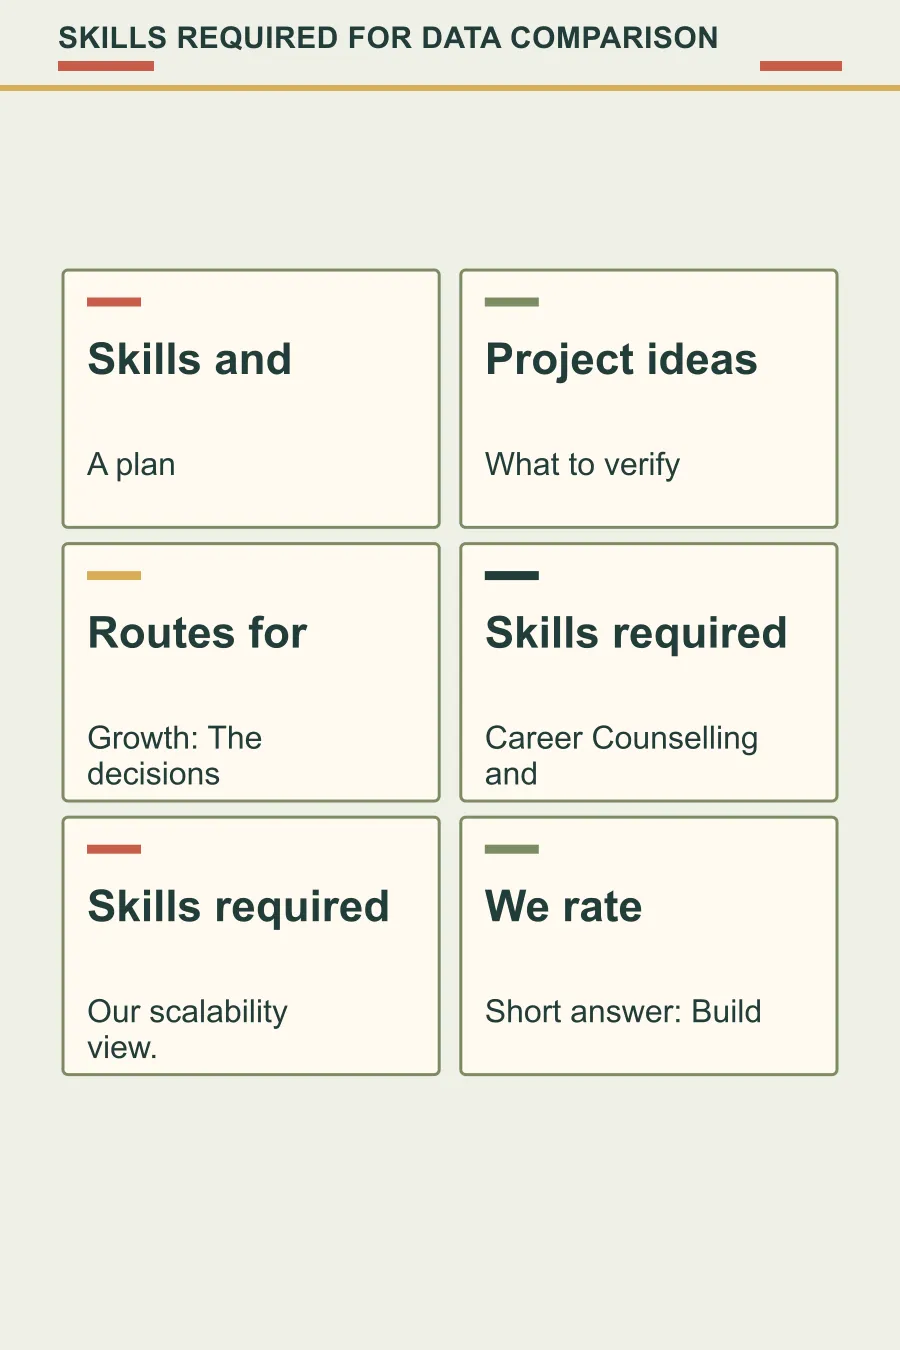 SKILLS REQUIRED FOR DATA COMPARISON
Skills and
A plan
Project ideas
What to verify
Routes for
Growth: The
decisions
Skills required
Career Counselling
and
Skills required
Our scalability
view.
We rate
Short answer: Build